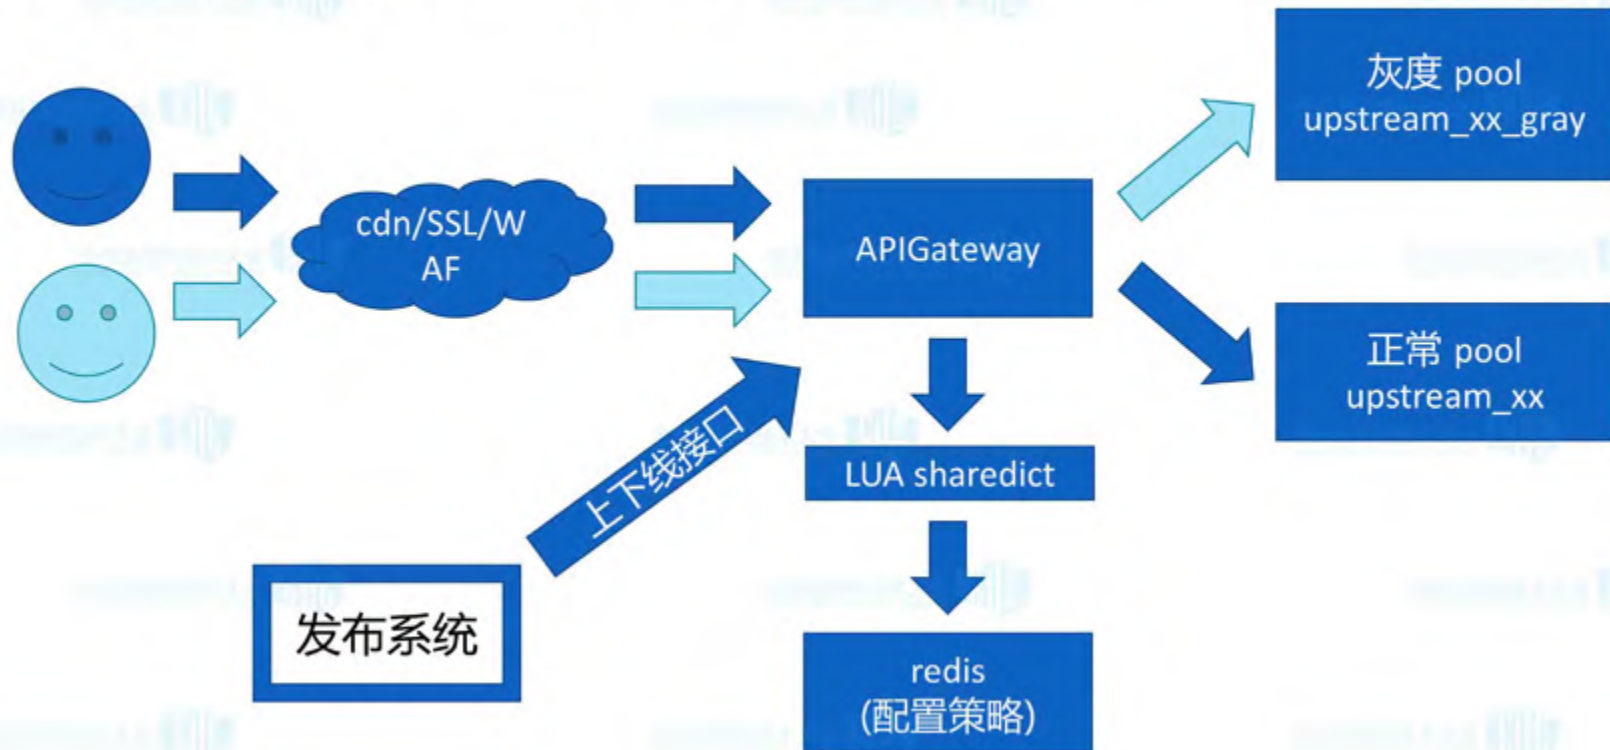 灰度 pool
upstream_xx_gray
cdn/SSL/W
AF
APIGateway
正常 pool
upstream_xx
上下线接口
LUA sharedict
发布系统
redis
(配置策略)